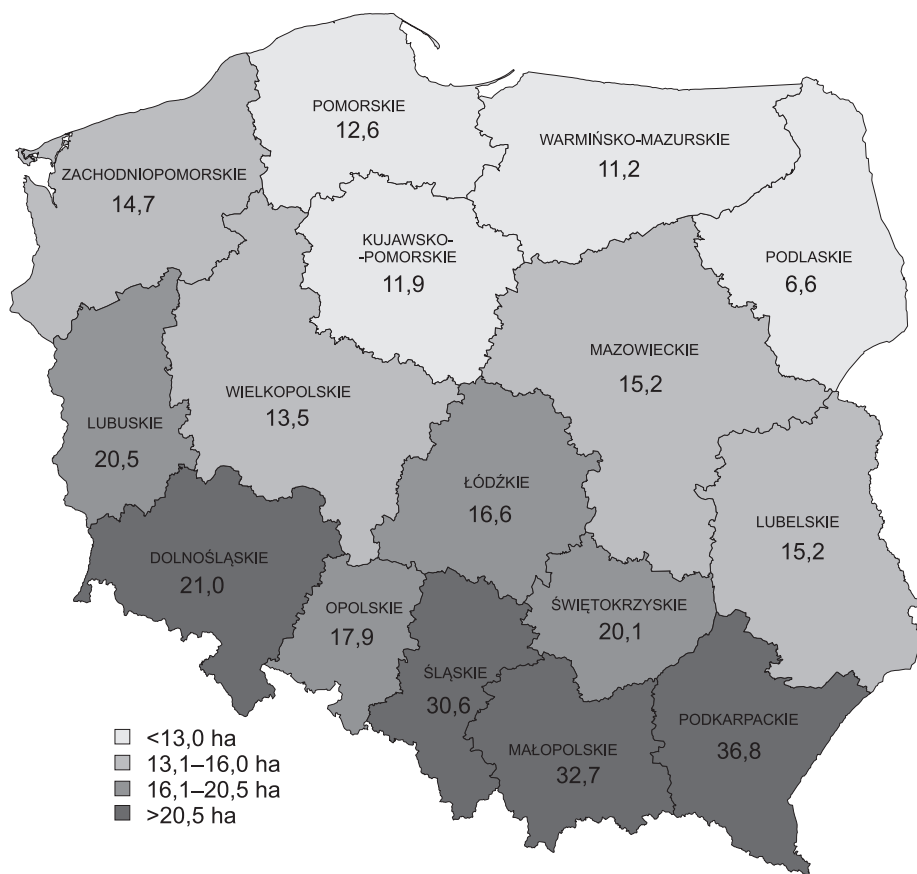 POMORSKIE
12,6
WARMIŃSKO-MAZURSKIE
11,2
ZACHODNIOPOMORSKIE
14,7
KUJAWSKO-
-POMORSKIE
11,9
PODLASKIE
6,6
MAZOWIECKIE
15,2
WIELKOPOLSKIE
13,5
LUBUSKIE
20,5
ŁÓDŹKIE
16,6
LUBELSKIE
15,2
DOLNOŚLĄSKIE
21,0
OPOLSKIE
17,9
ŚWIĘTOKRZYSKIE
20,1
ŚLĄSKIE
30,6
PODKARPACKIE
36,8
MAŁOPOLSKIE
32,7
<13,0 ha
13,1–16,0 ha
16,1–20,5 ha
>20,5 ha